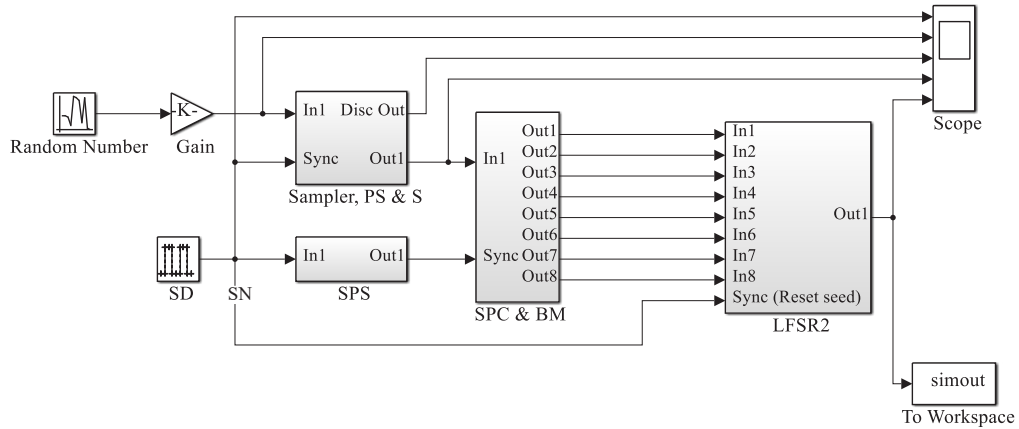 Random Number
-K-
Gain
In1
Disc Out
Sync
Out1
Sampler, PS & S
SD
SN
In1
Out1
SPS
In1
Sync
Out1
Out2
Out3
Out4
Out5
Out6
Out7
Out8
SPC & BM
In1
In2
In3
In4
In5
In6
In7
In8
Sync (Reset seed)
Out1
LFSR2
Scope
simout
To Workspace